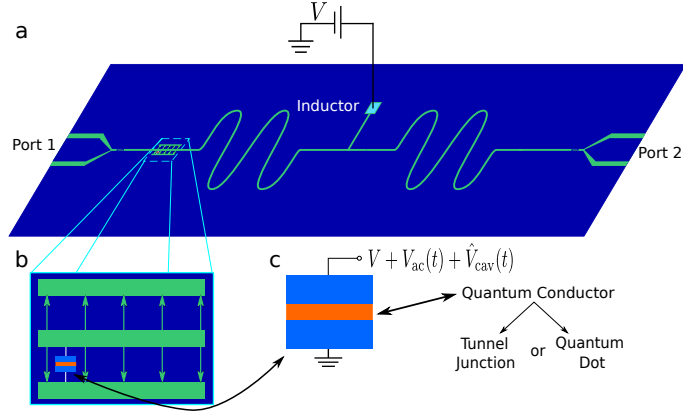 a
V
Inductor
Port 1
Port 2
b
c
V + V_ac(t) + V̂_cav(t)
Quantum Conductor
Tunnel Junction
or
Quantum Dot